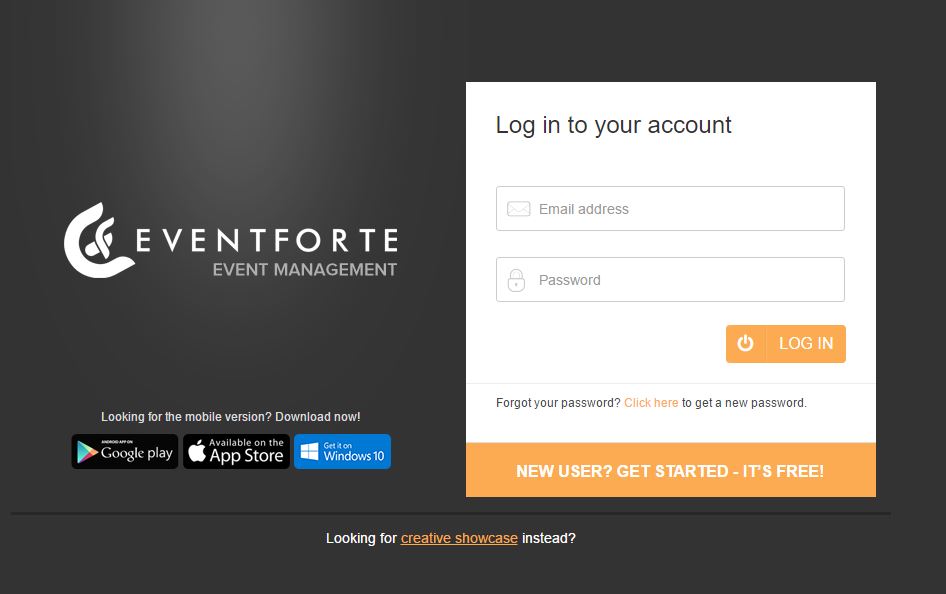 Log in to your account
Email address
Password
LOG IN
Forgot your password? Click here to get a new password.
NEW USER? GET STARTED - IT'S FREE!
EVENTFORTE
EVENT MANAGEMENT
Looking for the mobile version? Download now!
ANDROID APP ON
Google play
Available on the
App Store
Get it on
Windows 10
Looking for creative showcase instead?